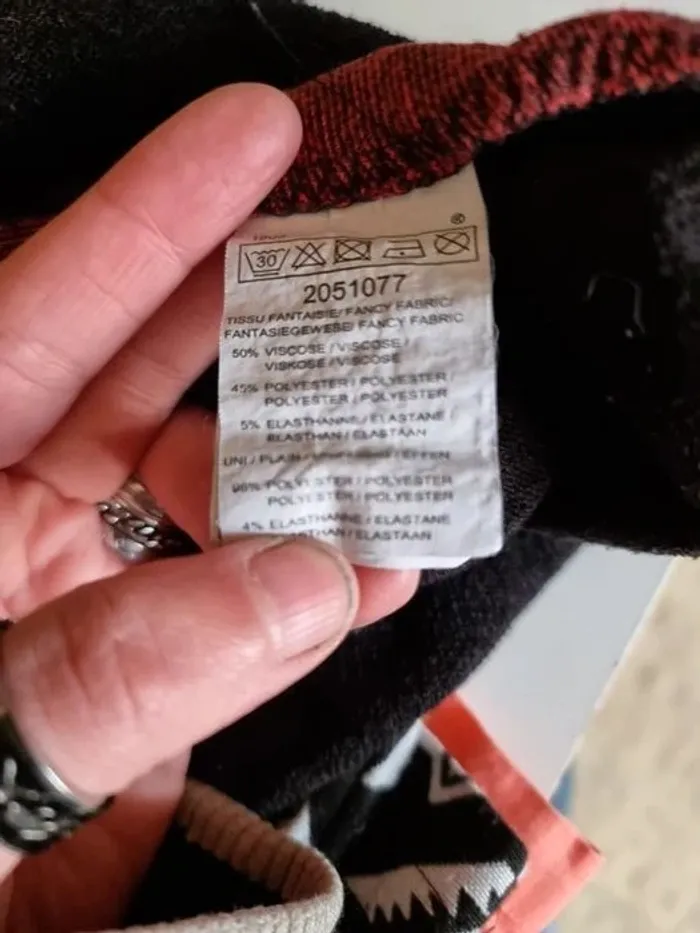 ®
30
2051077
TISSU FANTAISIE/ FANCY FABRIC/
FANTASIEGEWEBE/ FANCY FABRIC
50% VISCOSE / VISCOSE /
VISKOSE / VISCOSE
45% POLYESTER / POLYESTER /
POLYESTER / POLYESTER
5% ELASTHANNE / ELASTANE /
ELASTHAN / ELASTAAN
UNI / PLAIN / EFFEN
96% POLYESTER / POLYESTER
POLYESTER / POLYESTER
4% ELASTHANNE / ELASTANE
/ ELASTAAN